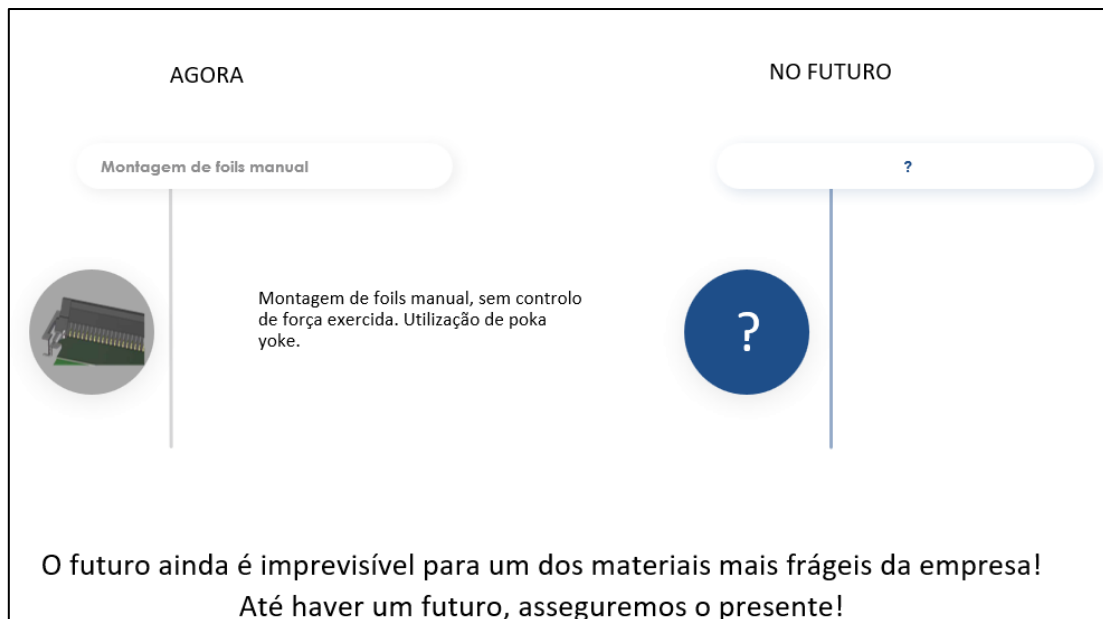 AGORA
NO FUTURO
Montagem de foils manual
?
Montagem de foils manual, sem controlo
de força exercida. Utilização de poka
yoke.
?
O futuro ainda é imprevisível para um dos materiais mais frágeis da empresa!
Até haver um futuro, asseguremos o presente!